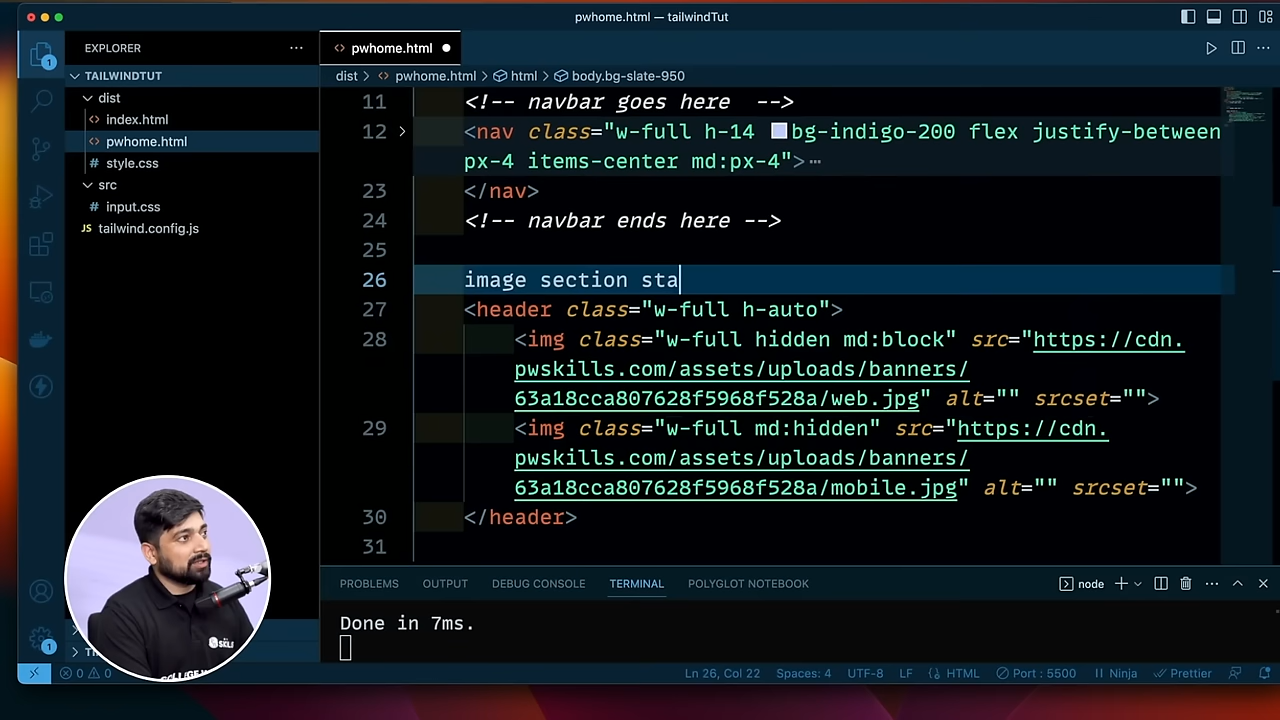 pwhome.html — tailwindTut
EXPLORER
TAILWINDTUT
dist
index.html
pwhome.html
style.css
src
input.css
JS tailwind.config.js
pwhome.html
dist > pwhome.html > html > body.bg-slate-950
11 <!-- navbar goes here  -->
12 <nav class="w-full h-14 bg-indigo-200 flex justify-between
px-4 items-center md:px-4">
23 </nav>
24 <!-- navbar ends here -->
25
26 image section sta
27 <header class="w-full h-auto">
28 <img class="w-full hidden md:block" src="https://cdn.
pwskills.com/assets/uploads/banners/
63a18cca807628f5968f528a/web.jpg" alt="" srcset="">
29 <img class="w-full md:hidden" src="https://cdn.
pwskills.com/assets/uploads/banners/
63a18cca807628f5968f528a/mobile.jpg" alt="" srcset="">
30 </header>
31
PROBLEMS OUTPUT DEBUG CONSOLE TERMINAL POLYGLOT NOTEBOOK
node
Done in 7ms.
0 0
Ln 26, Col 22 Spaces: 4 UTF-8 LF HTML Port : 5500 Ninja Prettier